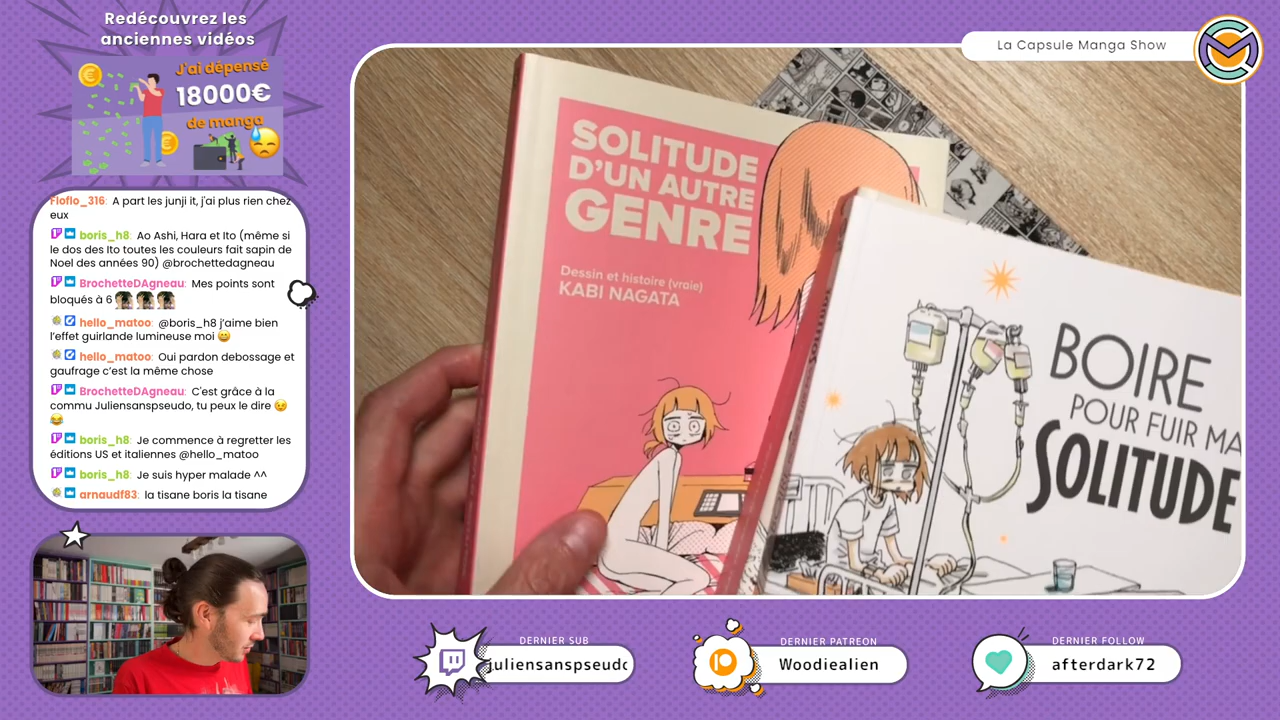 Redécouvrez les
anciennes vidéos
J'ai dépensé
18000€
de manga
Floflo_316: A part les junji it, j'ai plus rien chez
eux
boris_h8: Ao Ashi, Hara et Ito (même si
le dos des Ito toutes les couleurs fait sapin de
Noel des années 90) @brochettedagneau
BrochetteDAgneau: Mes points sont
bloqués à 6
hello_matoo: @boris_h8 j'aime bien
l'effet guirlande lumineuse moi 😄
hello_matoo: Oui pardon debossage et
gaufrage c'est la même chose
BrochetteDAgneau: C'est grâce à la
commu Juliensanspseudo, tu peux le dire 😉
😂
boris_h8: Je commence à regretter les
éditions US et italiennes @hello_matoo
boris_h8: Je suis hyper malade ^^
arnaudf83: la tisane boris la tisane
La Capsule Manga Show
SOLITUDE
D'UN AUTRE
GENRE
Dessin et histoire (vraie)
KABI NAGATA
BOIRE
POUR FUIR MA
SOLITUDE
DERNIER SUB
juliensanspseudo
DERNIER PATREON
Woodiealien
DERNIER FOLLOW
afterdark72